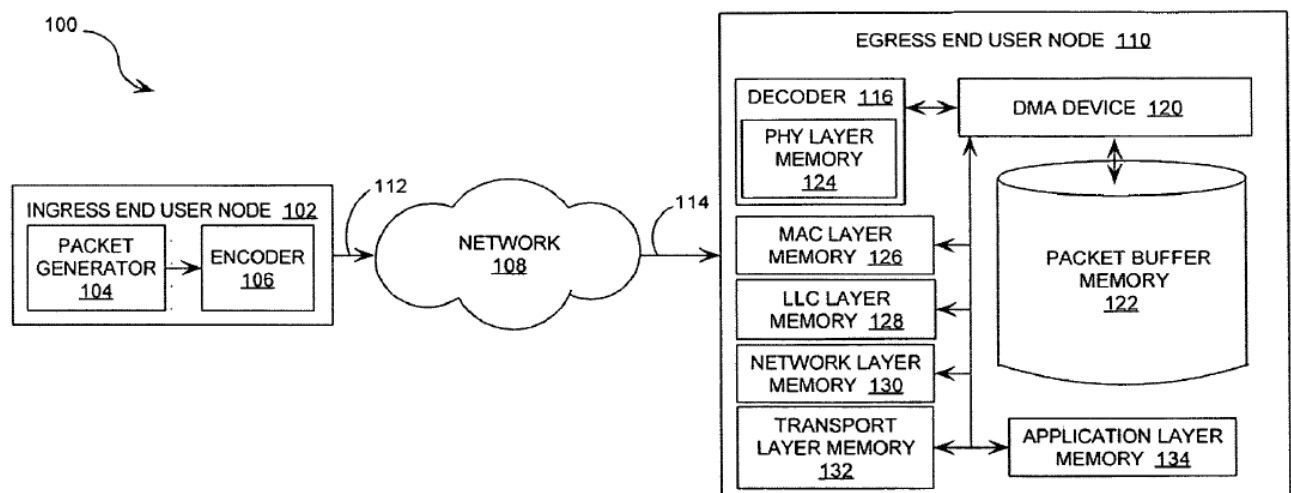 100
INGRESS END USER NODE 102
PACKET
GENERATOR
104
ENCODER
106
112
NETWORK
108
114
EGRESS END USER NODE 110
DECODER 116
PHY LAYER
MEMORY
124
DMA DEVICE 120
PACKET BUFFER
MEMORY
122
MAC LAYER
MEMORY 126
LLC LAYER
MEMORY 128
NETWORK LAYER
MEMORY 130
TRANSPORT
LAYER MEMORY
132
APPLICATION LAYER
MEMORY 134